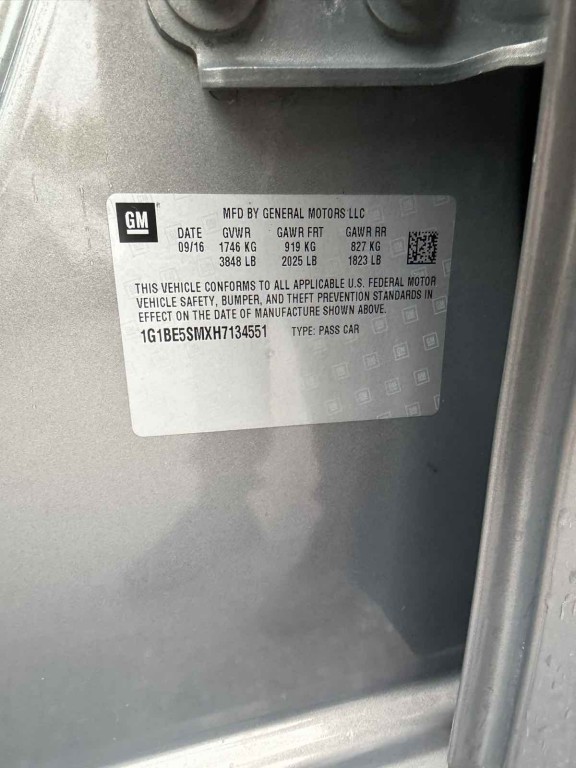 GM
MFD BY GENERAL MOTORS LLC
DATE GVWR GAWR FRT GAWR RR
09/16 1746 KG 919 KG 827 KG
3848 LB 2025 LB 1823 LB
THIS VEHICLE CONFORMS TO ALL APPLICABLE U.S. FEDERAL MOTOR
VEHICLE SAFETY, BUMPER, AND THEFT PREVENTION STANDARDS IN
EFFECT ON THE DATE OF MANUFACTURE SHOWN ABOVE.
1G1BE5SMXH7134551 TYPE: PASS CAR